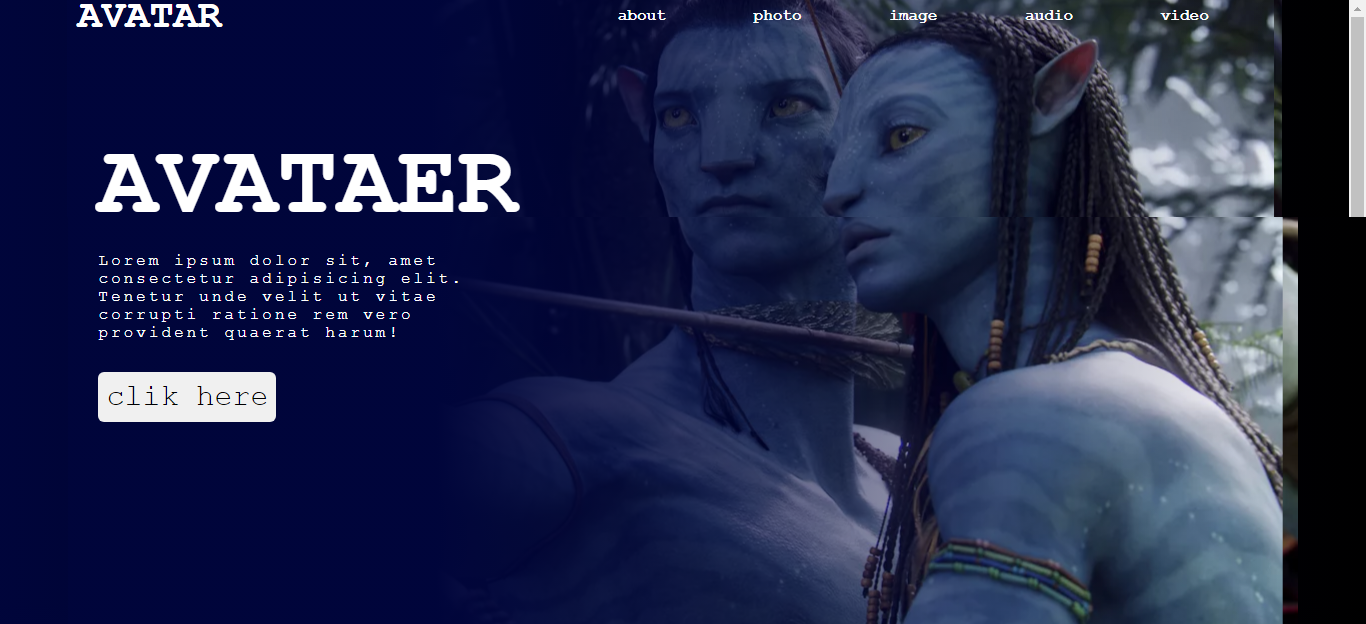 AVATAR
about photo image audio video
AVATAER
Lorem ipsum dolor sit, amet
consectetur adipisicing elit.
Tenetur unde velit ut vitae
corrupti ratione rem vero
provident quaerat harum!
clik here